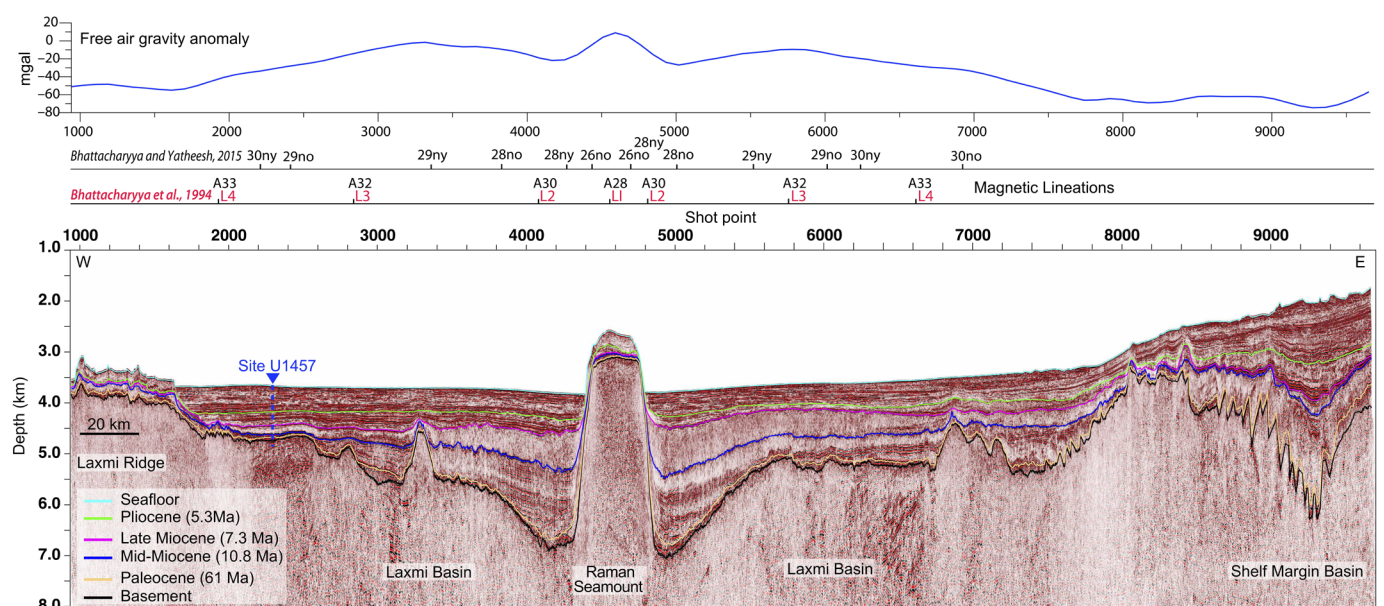 20
0
−20
−40
−60
−80
mgal
Free air gravity anomaly
1000 2000 3000 4000 5000 6000 7000 8000 9000
Bhattacharyya and Yatheesh, 2015 30ny 29no 29ny 28no 28ny 26no 26no 28ny 28no 29ny 29no 30ny 30no
A33 A32 A30 A28 A30 A32 A33 Magnetic Lineations
Bhattacharyya et al., 1994 L4 L3 L2 LI L2 L3 L4
Shot point
1000 2000 3000 4000 5000 6000 7000 8000 9000
1.0
W E
2.0
3.0
Site U1457
4.0
Depth (km)
20 km
5.0
Laxmi Ridge
6.0
7.0
8.0
Seafloor
Pliocene (5.3Ma)
Late Miocene (7.3 Ma)
Mid-Miocene (10.8 Ma)
Paleocene (61 Ma)
Basement
Laxmi Basin
Raman
Seamount
Laxmi Basin
Shelf Margin Basin